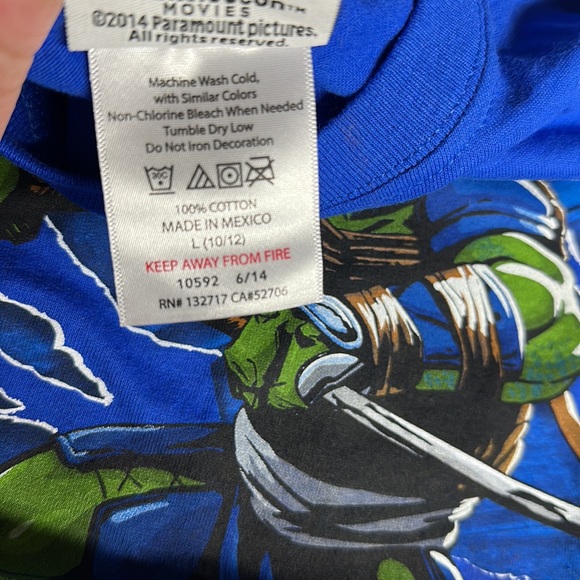 MOVIES
©2014 Paramount pictures.
All rights reserved.
Machine Wash Cold,
with Similar Colors
Non-Chlorine Bleach When Needed
Tumble Dry Low
Do Not Iron Decoration
100% COTTON
MADE IN MEXICO
L (10/12)
KEEP AWAY FROM FIRE
10592 6/14
RN# 132717 CA#52706